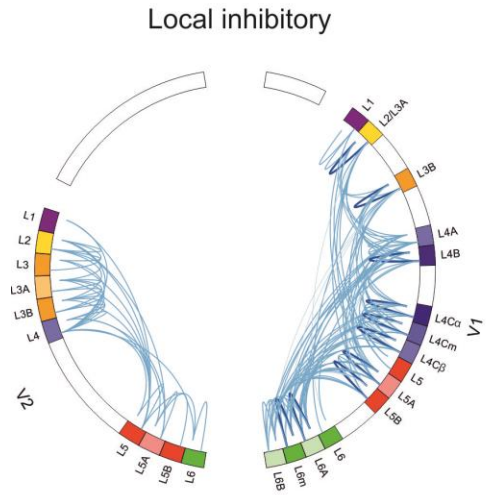 Local inhibitory
L1
L2
L3
L3A
L3B
L4
V2
L5
L5A
L5B
L6
L1
L2/L3A
L3B
L4A
L4B
L4Cα
L4Cm
L4Cβ
V1
L5
L5A
L5B
L6
L6A
L6m
L6B